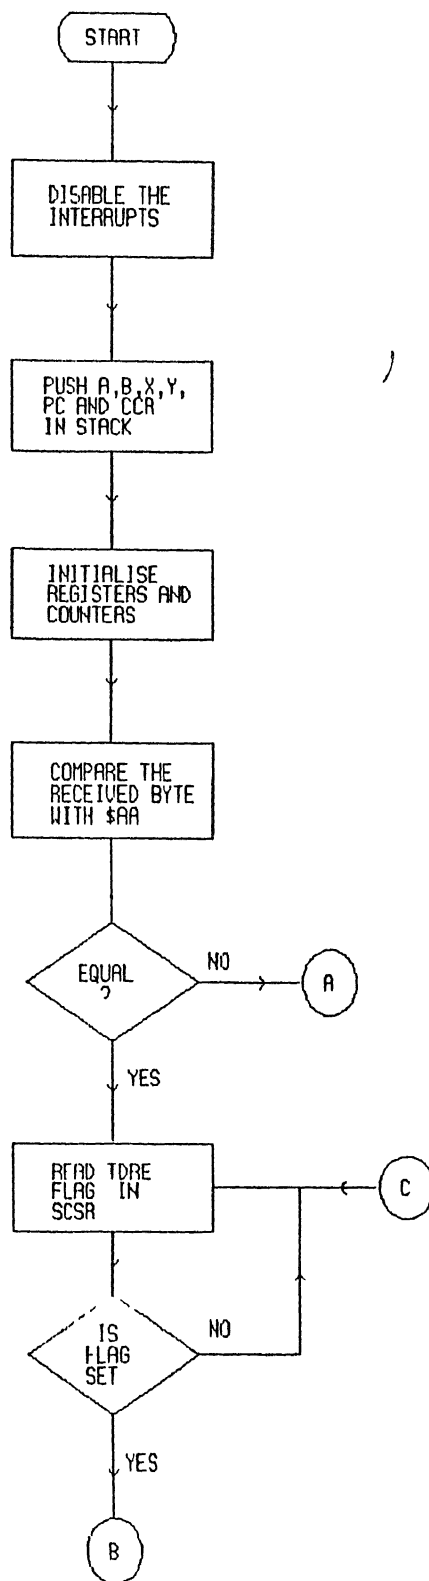 START
DISABLE THE
INTERRUPTS
PUSH A,B,X,Y,
PC AND CCR
IN STACK
INITIALISE
REGISTERS AND
COUNTERS
COMPARE THE
RECEIVED BYTE
WITH $AA
EQUAL
?
NO
A
YES
READ TDRE
FLAG IN
SCSR
C
IS
FLAG
SET
NO
YES
B